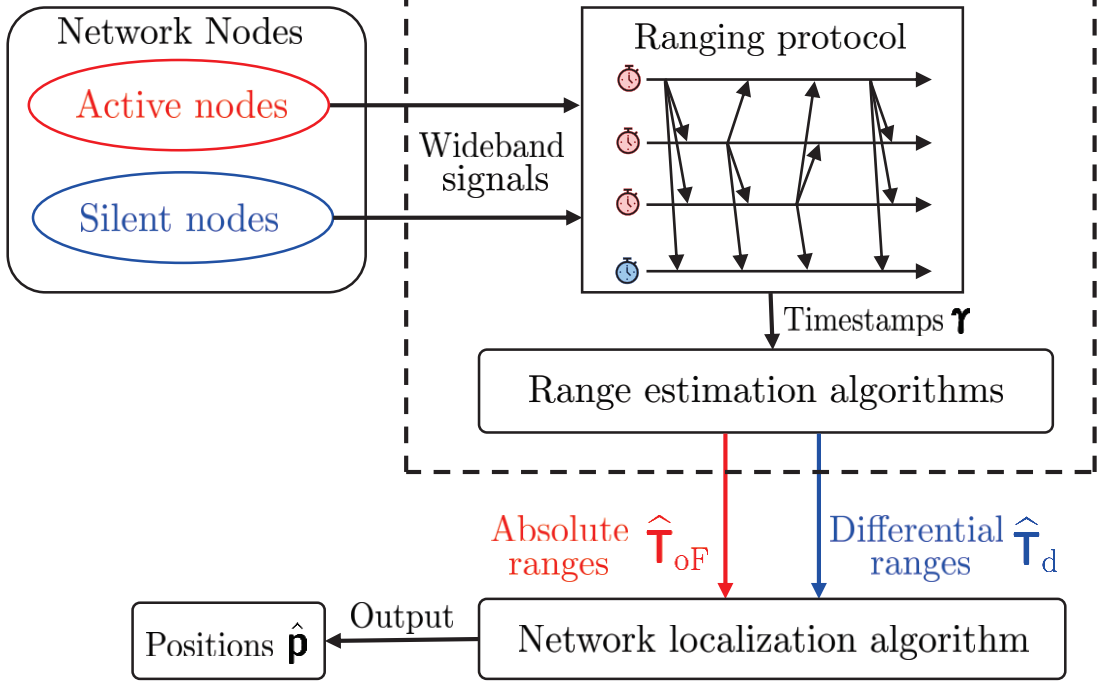 Network Nodes
Active nodes
Silent nodes
Wideband
signals
Ranging protocol
Timestamps 𝛄
Range estimation algorithms
Absolute
ranges
T̂oF
Differential
ranges
T̂d
Network localization algorithm
Output
Positions p̂